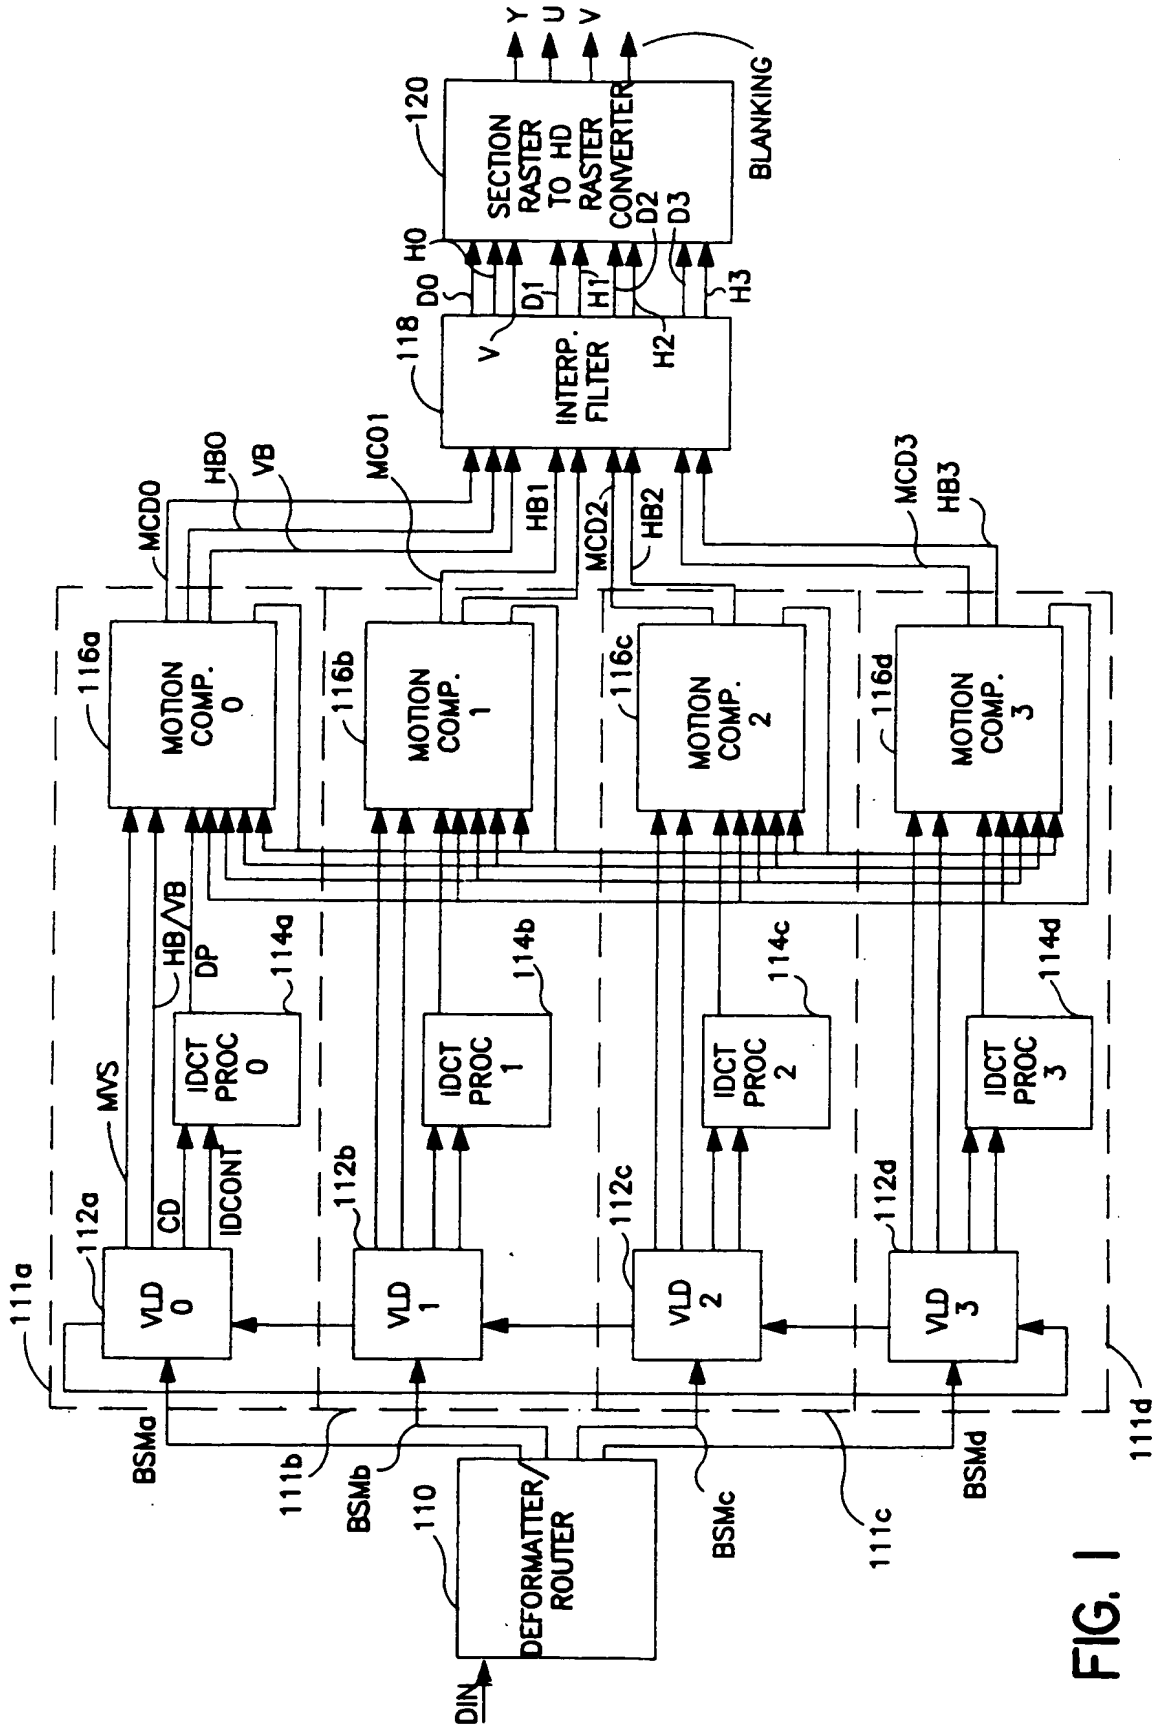 DIN
110
DEFORMATTER/
ROUTER
BSMa
BSMb
BSMc
BSMd
111a
111b
111c
111d
112a
VLD
0
112b
VLD
1
112c
VLD
2
112d
VLD
3
MVS
HB/VB
CD
DP
IDCONT
114a
IDCT
PROC
0
114b
IDCT
PROC
1
114c
IDCT
PROC
2
114d
IDCT
PROC
3
116a
MOTION
COMP.
0
116b
MOTION
COMP.
1
116c
MOTION
COMP.
2
116d
MOTION
COMP.
3
MCD0
HB0
VB
MC01
HB1
MCD2
HB2
MCD3
HB3
118
INTERP.
FILTER
D0
H0
V
D1
H1
D2
H2
D3
H3
120
SECTION
RASTER
TO HD
RASTER
CONVERTER
Y
U
V
BLANKING
FIG. 1